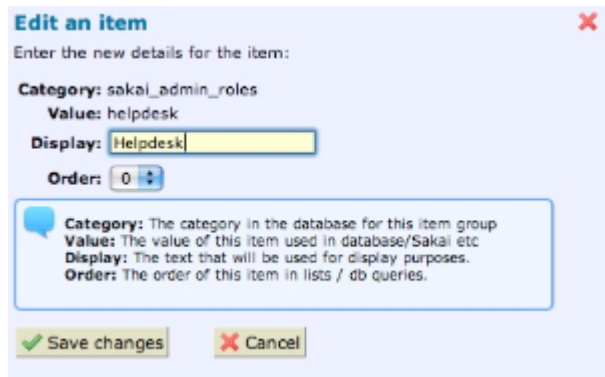 Edit an item
Enter the new details for the item:
Category: sakai_admin_roles
Value: helpdesk
Display: Helpdesk
Order: 0
Category: The category in the database for this item group
Value: The value of this item used in database/Sakai etc
Display: The text that will be used for display purposes.
Order: The order of this item in lists / db queries.
Save changes Cancel